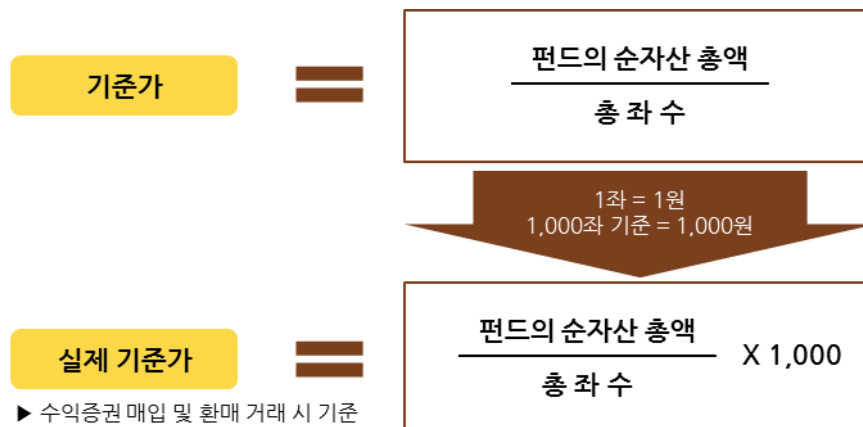 기준가
펀드의 순자산 총액
총 좌 수
1좌 = 1원
1,000좌 기준 = 1,000원
실제 기준가
펀드의 순자산 총액
총 좌 수
X 1,000
▶ 수익증권 매입 및 환매 거래 시 기준